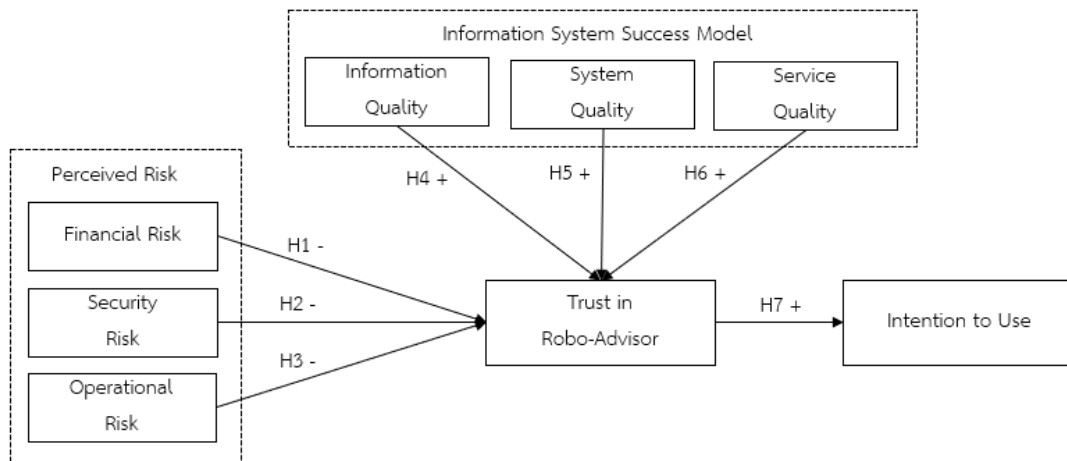 Information System Success Model
Information
Quality
System
Quality
Service
Quality
H4 +
H5 +
H6 +
Perceived Risk
Financial Risk
Security
Risk
Operational
Risk
H1 -
H2 -
H3 -
Trust in
Robo-Advisor
H7 +
Intention to Use